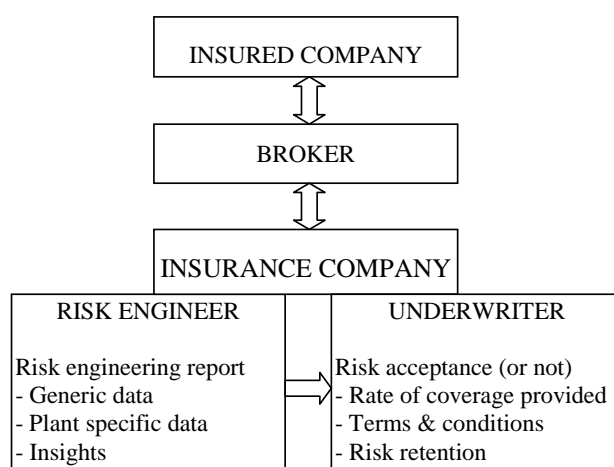 INSURED COMPANY
BROKER
INSURANCE COMPANY
RISK ENGINEER
Risk engineering report
- Generic data
- Plant specific data
- Insights
UNDERWRITER
Risk acceptance (or not)
- Rate of coverage provided
- Terms & conditions
- Risk retention